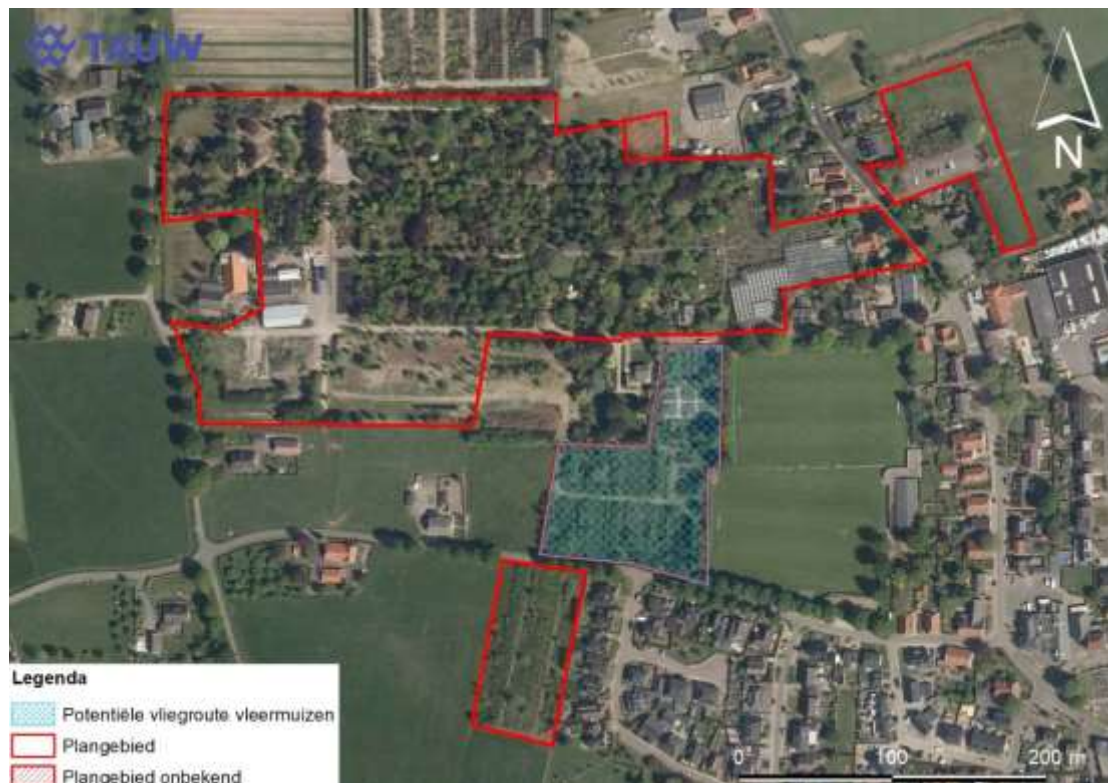 TAUW
N
Legenda
Potentiële vliegroute vleermuizen
Plangebied
Plangebied onbekend
0 100 200 m